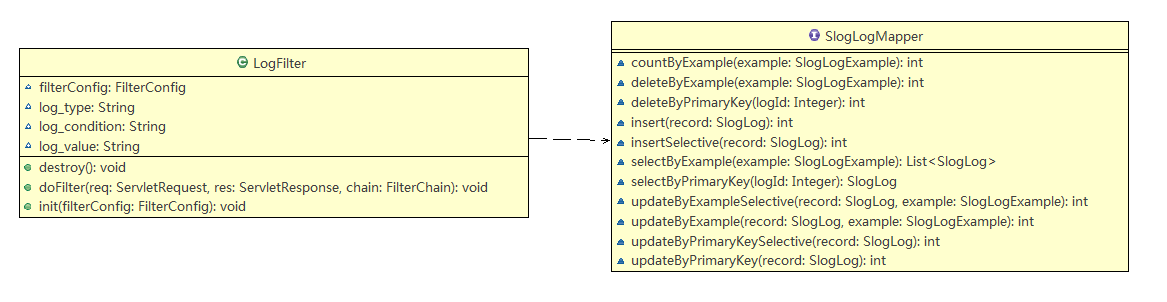 LogFilter
filterConfig: FilterConfig
log_type: String
log_condition: String
log_value: String
destroy(): void
doFilter(req: ServletRequest, res: ServletResponse, chain: FilterChain): void
init(filterConfig: FilterConfig): void
SlogLogMapper
countByExample(example: SlogLogExample): int
deleteByExample(example: SlogLogExample): int
deleteByPrimaryKey(logId: Integer): int
insert(record: SlogLog): int
insertSelective(record: SlogLog): int
selectByExample(example: SlogLogExample): List<SlogLog>
selectByPrimaryKey(logId: Integer): SlogLog
updateByExampleSelective(record: SlogLog, example: SlogLogExample): int
updateByExample(record: SlogLog, example: SlogLogExample): int
updateByPrimaryKeySelective(record: SlogLog): int
updateByPrimaryKey(record: SlogLog): int